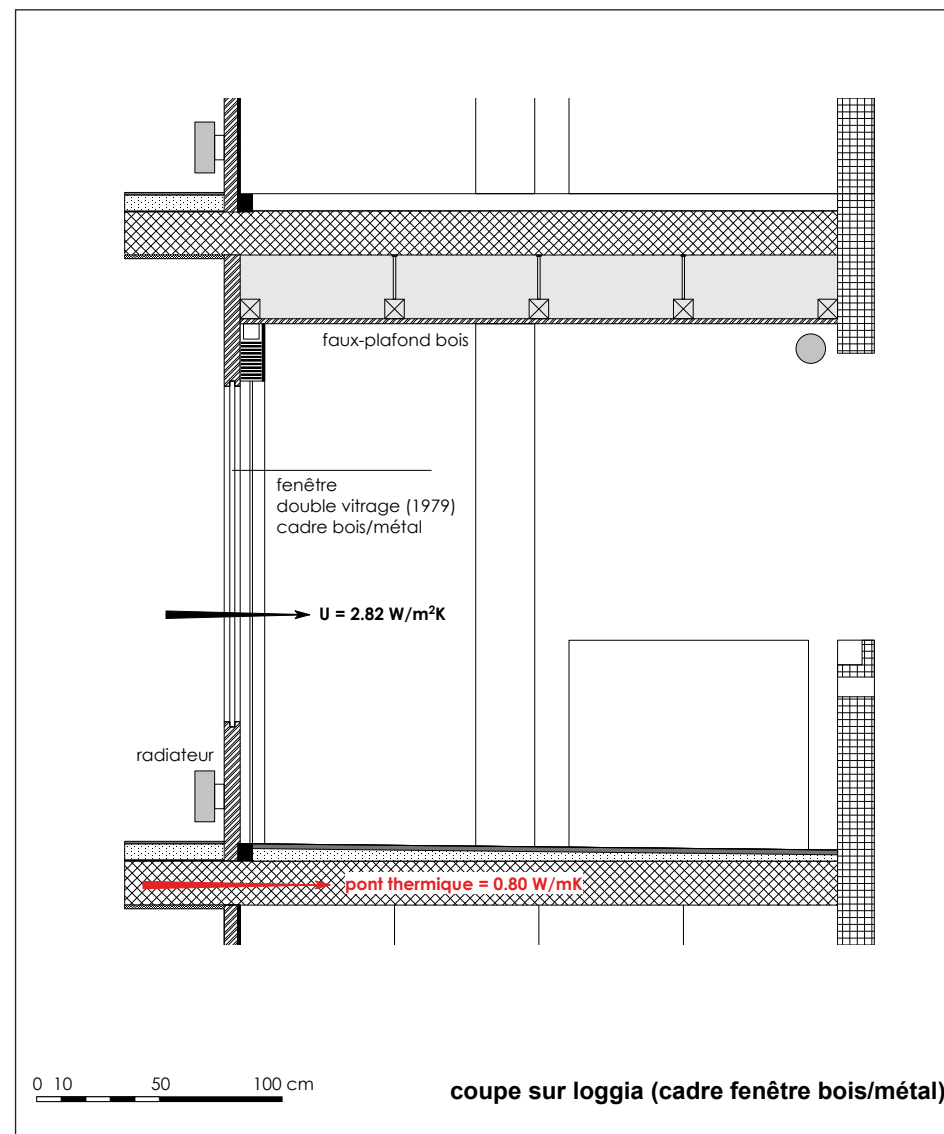 faux-plafond bois
fenêtre
double vitrage (1979)
cadre bois/métal
U = 2.82 W/m²K
radiateur
pont thermique = 0.80 W/mK
0 10 50 100 cm
coupe sur loggia (cadre fenêtre bois/métal)